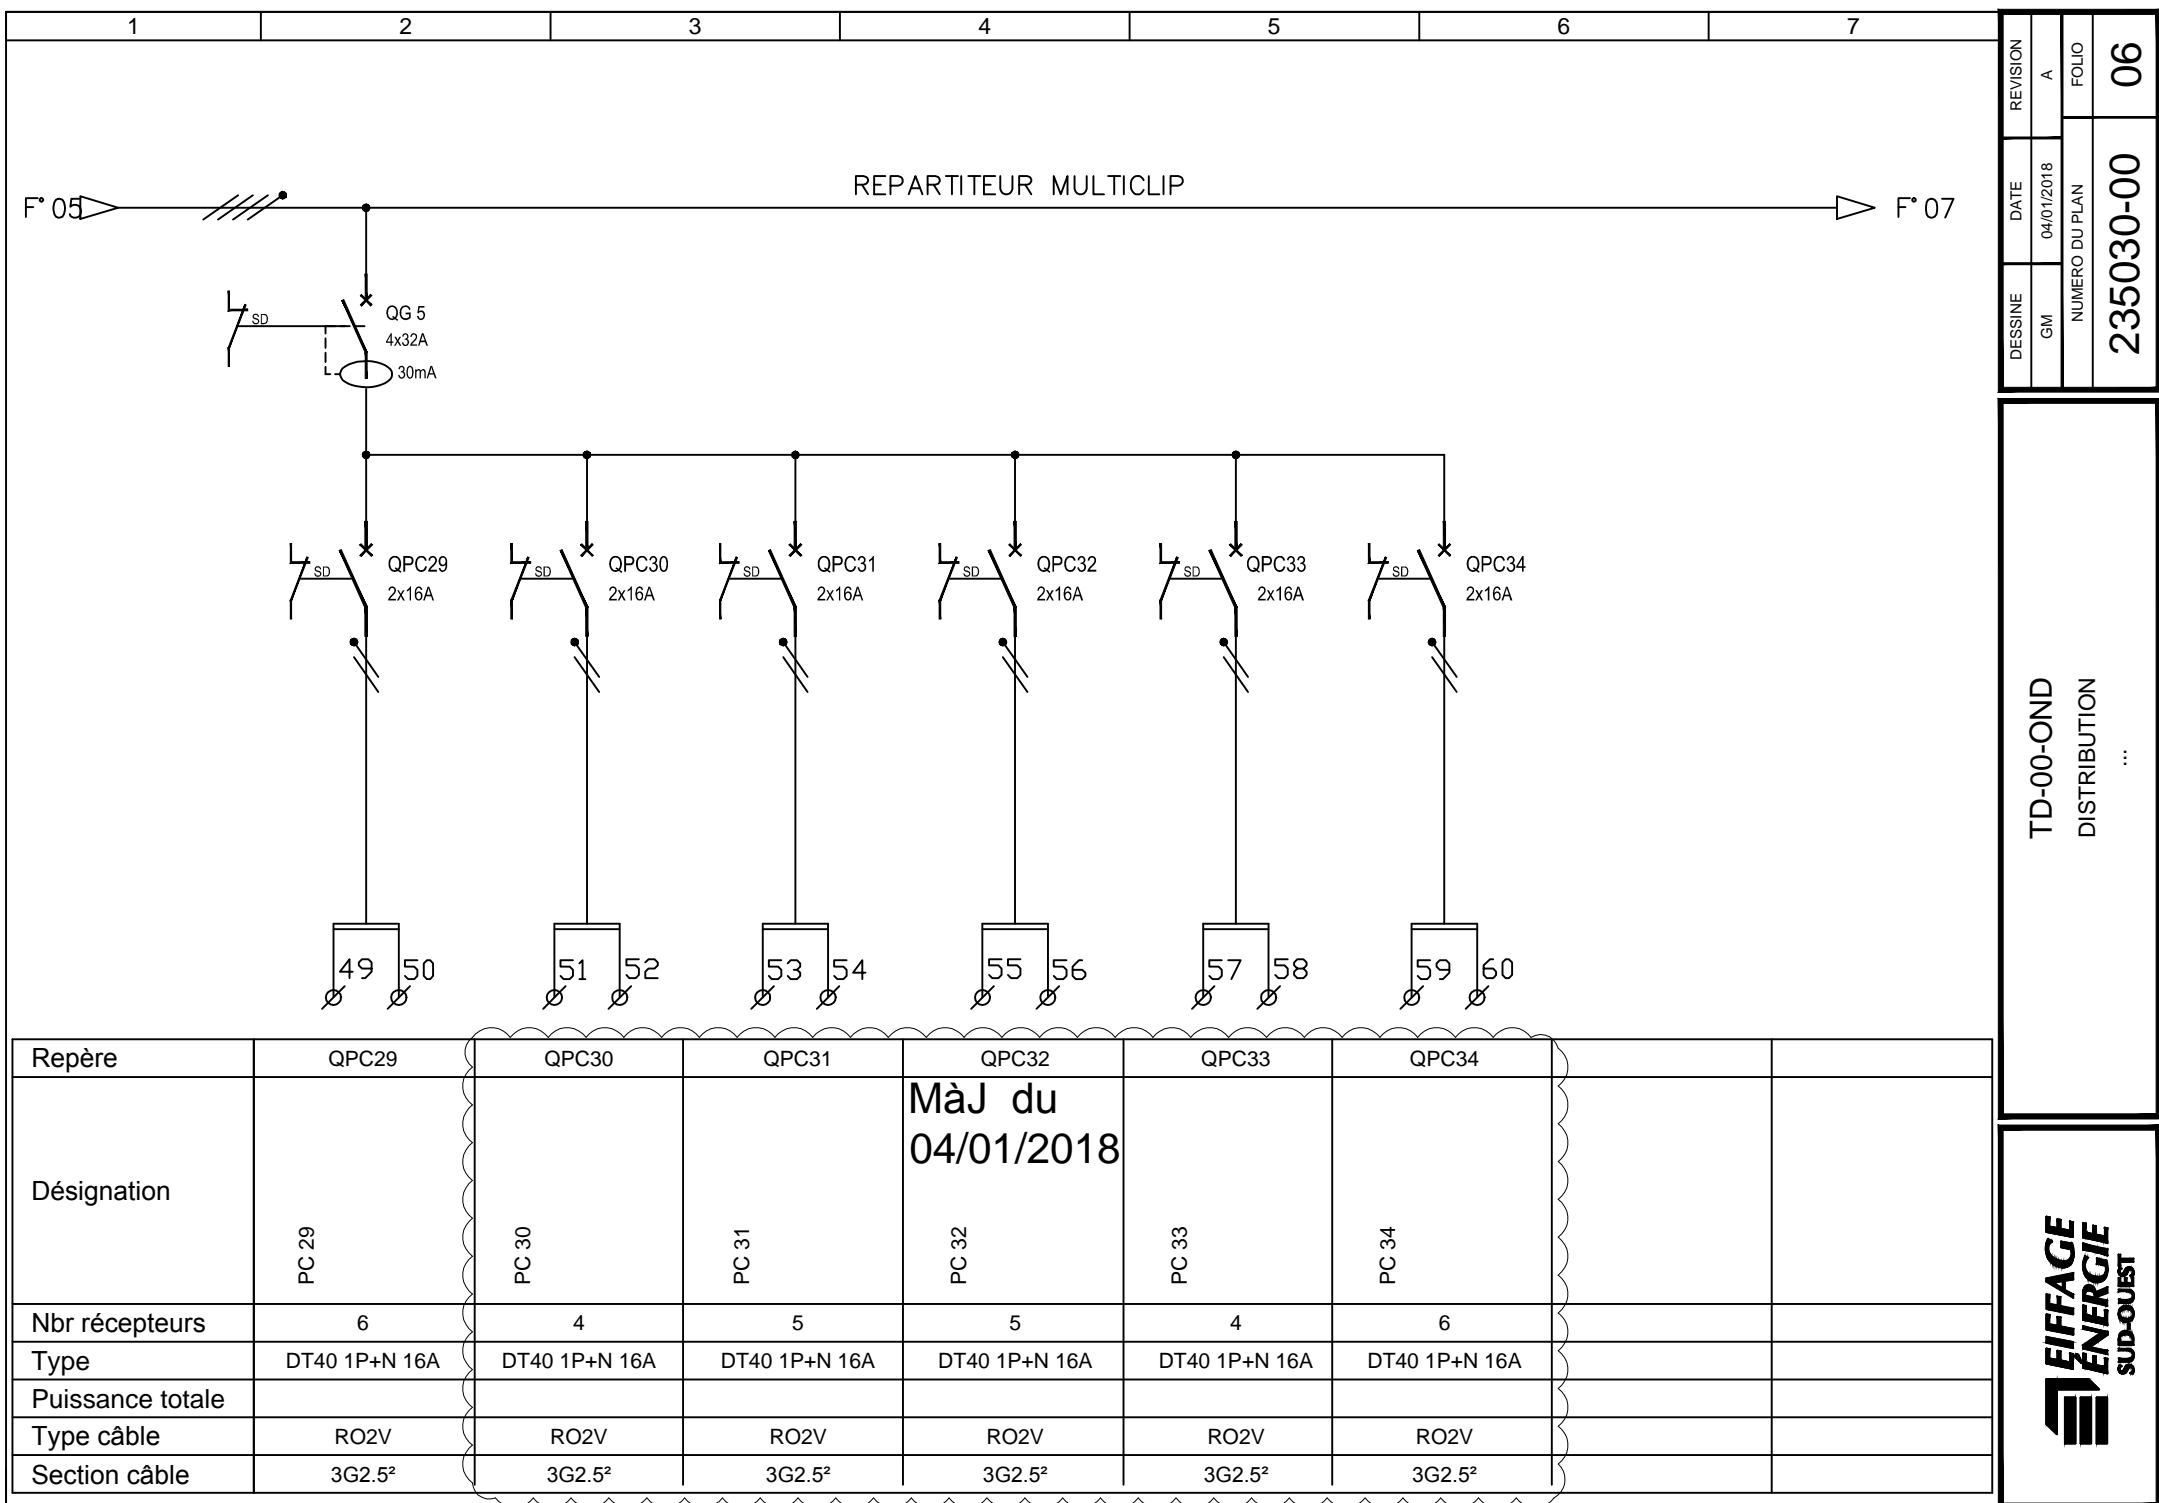 1 2 3 4 5 6 7
REPARTITEUR MULTICLIP
F° 05
F° 07
SD
QG 5
4x32A
30mA
SD QPC29 SD QPC30 SD QPC31 SD QPC32 SD QPC33 SD QPC34
2x16A 2x16A 2x16A 2x16A 2x16A 2x16A
49 50 51 52 53 54 55 56 57 58 59 60
Repère QPC29 QPC30 QPC31 QPC32 QPC33 QPC34
MàJ du
04/01/2018
Désignation PC 29 PC 30 PC 31 PC 32 PC 33 PC 34
Nbr récepteurs 6 4 5 5 4 6
Type DT40 1P+N 16A DT40 1P+N 16A DT40 1P+N 16A DT40 1P+N 16A DT40 1P+N 16A DT40 1P+N 16A
Puissance totale
Type câble RO2V RO2V RO2V RO2V RO2V RO2V
Section câble 3G2.5² 3G2.5² 3G2.5² 3G2.5² 3G2.5² 3G2.5²
DESSINE DATE REVISION
GM 04/01/2018 A
NUMERO DU PLAN FOLIO
235030-00 06
TD-00-OND
DISTRIBUTION
...
EIFFAGE
ÉNERGIE
SUD-OUEST